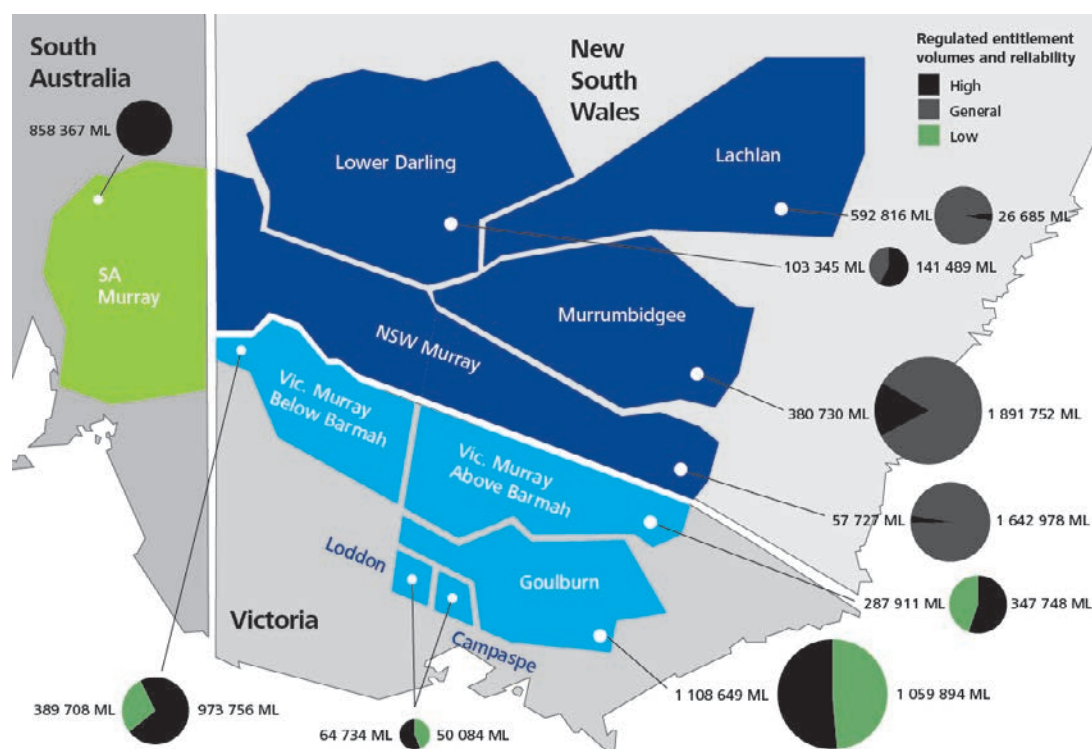 South
Australia
New
South
Wales
Regulated entitlement
volumes and reliability
High
General
Low
858 367 ML
Lower Darling
Lachlan
592 816 ML
26 685 ML
103 345 ML
141 489 ML
SA
Murray
Murrumbidgee
NSW Murray
380 730 ML
1 891 752 ML
Vic. Murray
Below Barmah
Vic. Murray
Above Barmah
57 727 ML
1 642 978 ML
Loddon
Goulburn
287 911 ML
347 748 ML
Victoria
Campaspe
389 708 ML
973 756 ML
64 734 ML
50 084 ML
1 108 649 ML
1 059 894 ML